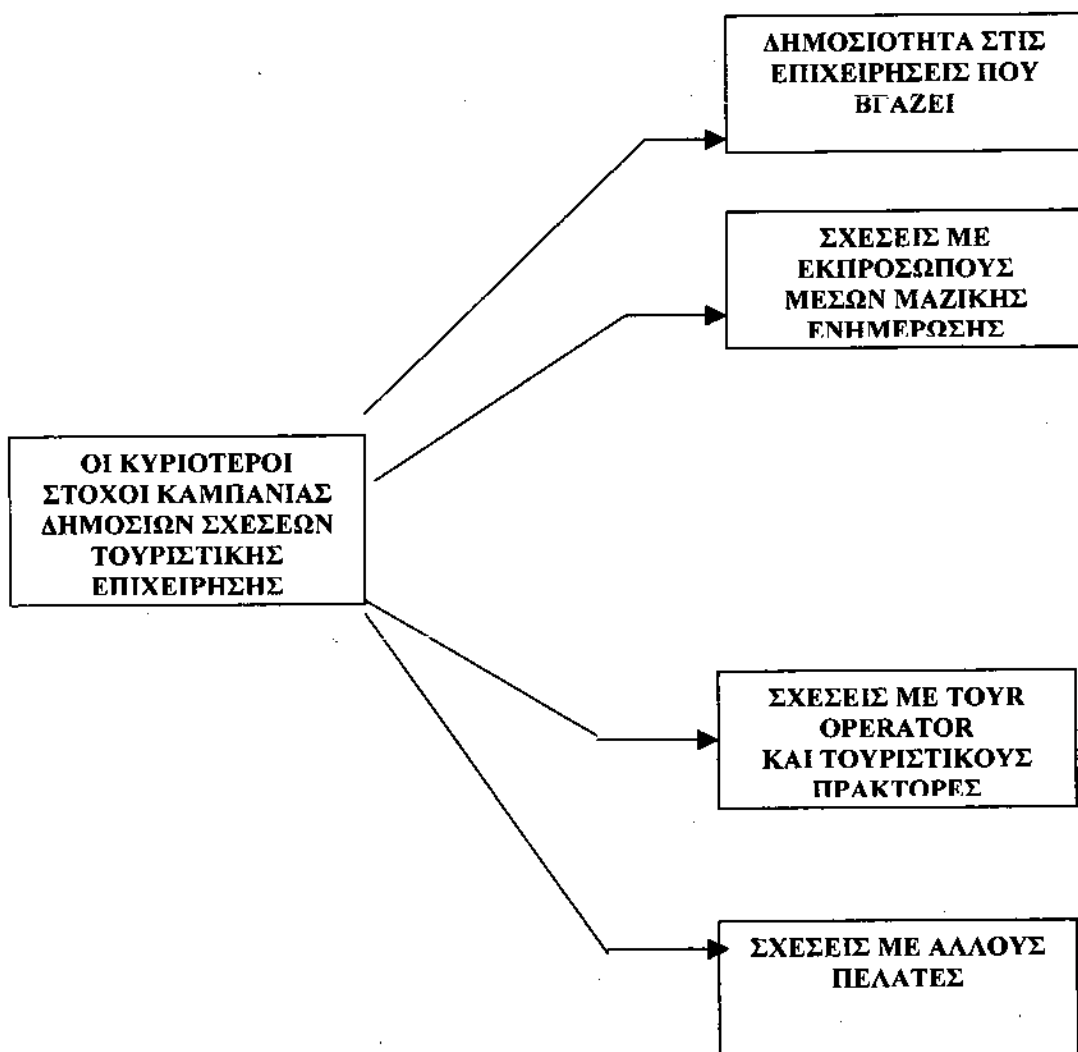 ΔΗΜΟΣΙΟΤΗΤΑ ΣΤΙΣ
ΕΠΙΧΕΙΡΗΣΕΙΣ ΠΟΥ
ΒΓΑΖΕΙ
ΣΧΕΣΕΙΣ ΜΕ
ΕΚΠΡΟΣΩΠΟΥΣ
ΜΕΣΩΝ ΜΑΖΙΚΗΣ
ΕΝΗΜΕΡΩΣΗΣ
ΟΙ ΚΥΡΙΟΤΕΡΟΙ
ΣΤΟΧΟΙ ΚΑΜΠΑΝΙΑΣ
ΔΗΜΟΣΙΩΝ ΣΧΕΣΕΩΝ
ΤΟΥΡΙΣΤΙΚΗΣ
ΕΠΙΧΕΙΡΗΣΗΣ
ΣΧΕΣΕΙΣ ΜΕ TOYR
OPERATOR
ΚΑΙ ΤΟΥΡΙΣΤΙΚΟΥΣ
ΠΡΑΚΤΟΡΕΣ
ΣΧΕΣΕΙΣ ΜΕ ΑΛΛΟΥΣ
ΠΕΛΑΤΕΣ